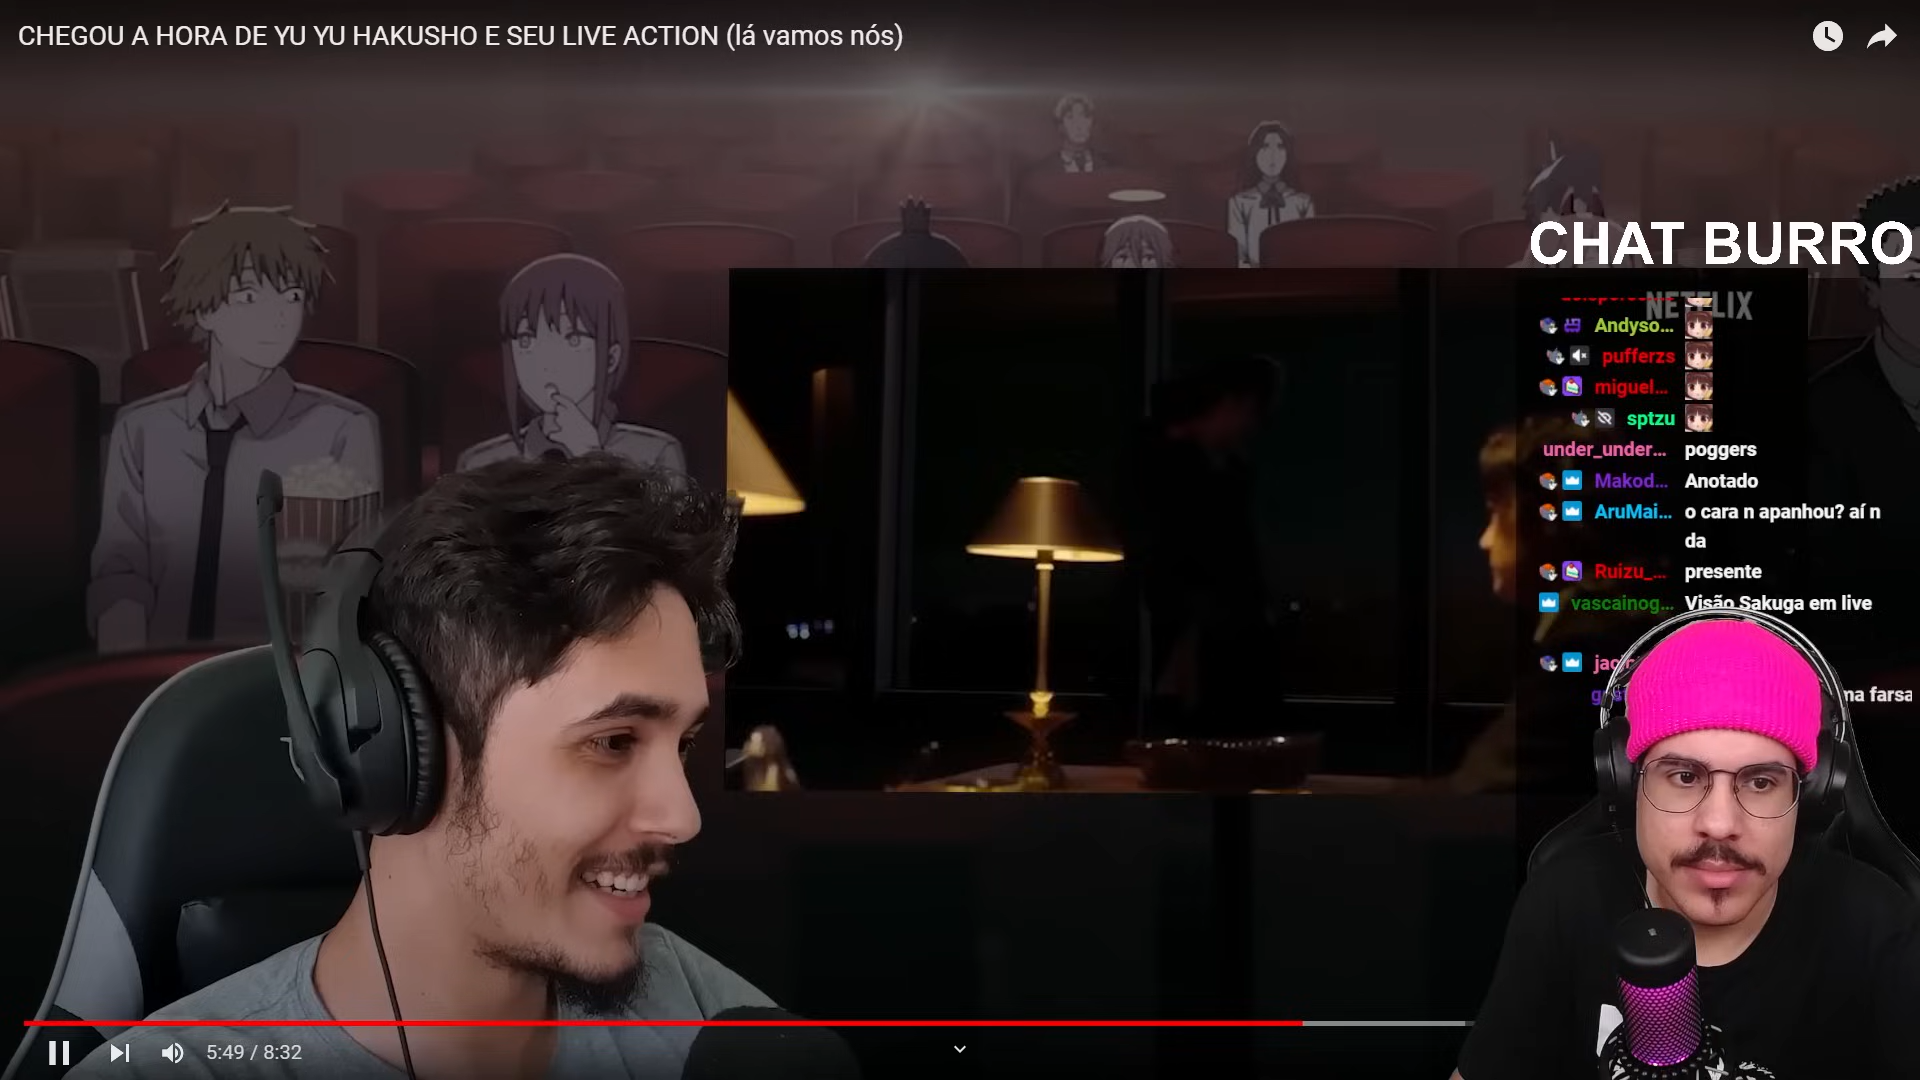 CHEGOU A HORA DE YU YU HAKUSHO E SEU LIVE ACTION (lá vamos nós)
CHAT BURRO
NETFLIX
Andyso...
pufferzs
miguel...
sptzu
under_under... poggers
Makod... Anotado
AruMai... o cara n apanhou? aí n
da
Ruizu_... presente
vascainog... Visão Sakuga em live
ma farsa
5:49 / 8:32